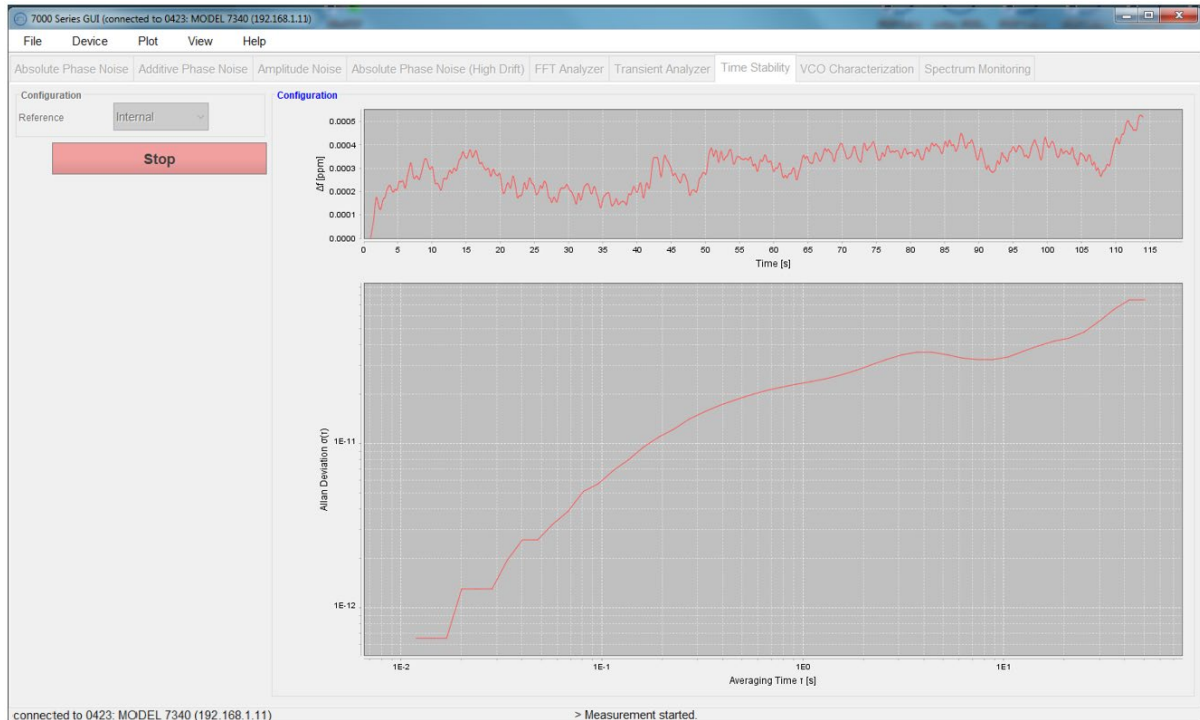 7000 Series GUI (connected to 0423: MODEL 7340 (192.168.1.11)
File Device Plot View Help
Absolute Phase Noise Additive Phase Noise Amplitude Noise Absolute Phase Noise (High Drift) FFT Analyzer Transient Analyzer Time Stability VCO Characterization Spectrum Monitoring
Configuration
Reference Internal
Stop
Configuration
Δf [ppm]
0.0005
0.0004
0.0003
0.0002
0.0001
0.0000
0 5 10 15 20 25 30 35 40 45 50 55 60 65 70 75 80 85 90 95 100 105 110 115
Time [s]
Allan Deviation σ(τ)
1E-11
1E-12
1E-2 1E-1 1E0 1E1
Averaging Time τ [s]
connected to 0423: MODEL 7340 (192.168.1.11) > Measurement started.